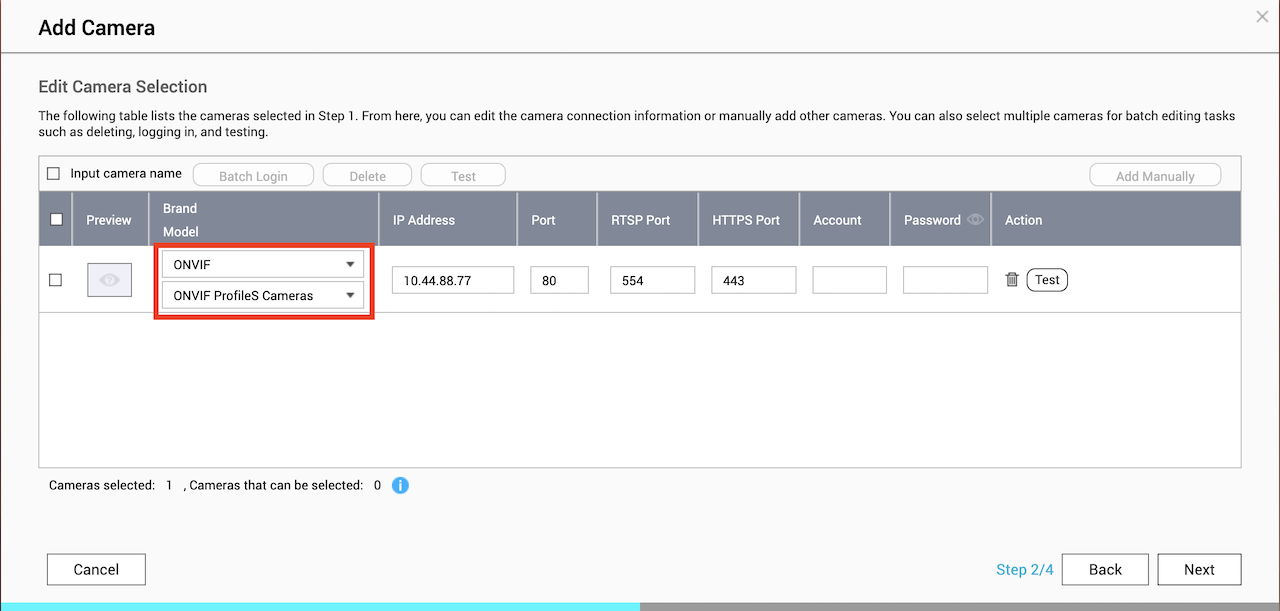 Add Camera
Edit Camera Selection
The following table lists the cameras selected in Step 1. From here, you can edit the camera connection information or manually add other cameras. You can also select multiple cameras for batch editing tasks
such as deleting, logging in, and testing.
Input camera name Batch Login Delete Test Add Manually
Preview Brand Model IP Address Port RTSP Port HTTPS Port Account Password Action
ONVIF
ONVIF ProfileS Cameras 10.44.88.77 80 554 443 Test
Cameras selected: 1 , Cameras that can be selected: 0 i
Cancel Step 2/4 Back Next